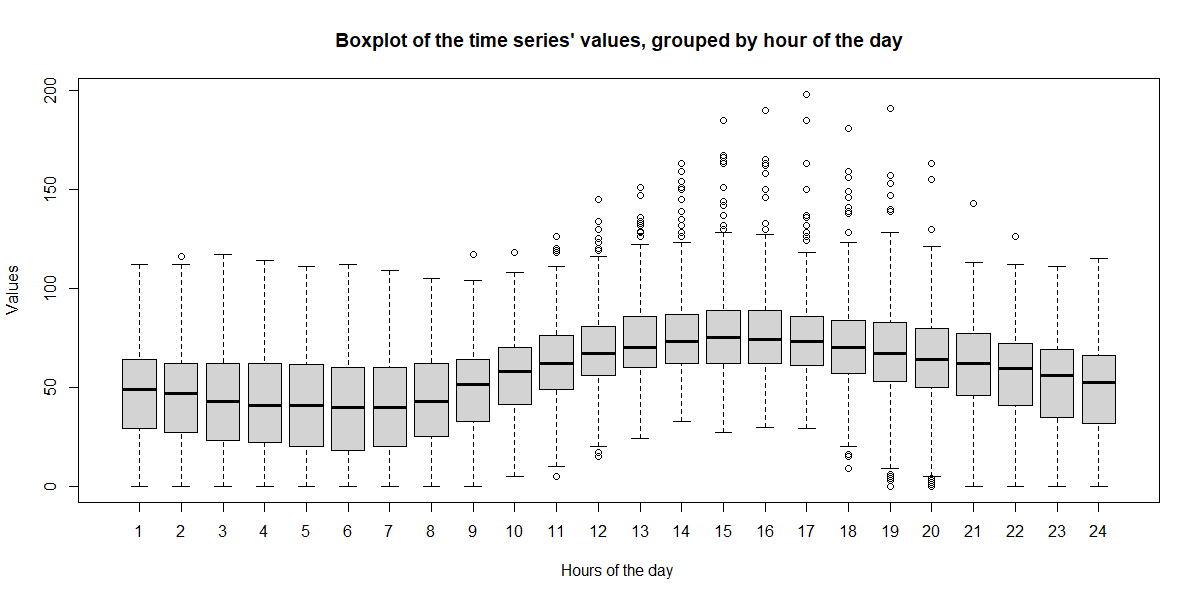 Boxplot of the time series' values, grouped by hour of the day
200
150
100
50
0
Values
1 2 3 4 5 6 7 8 9 10 11 12 13 14 15 16 17 18 19 20 21 22 23 24
Hours of the day